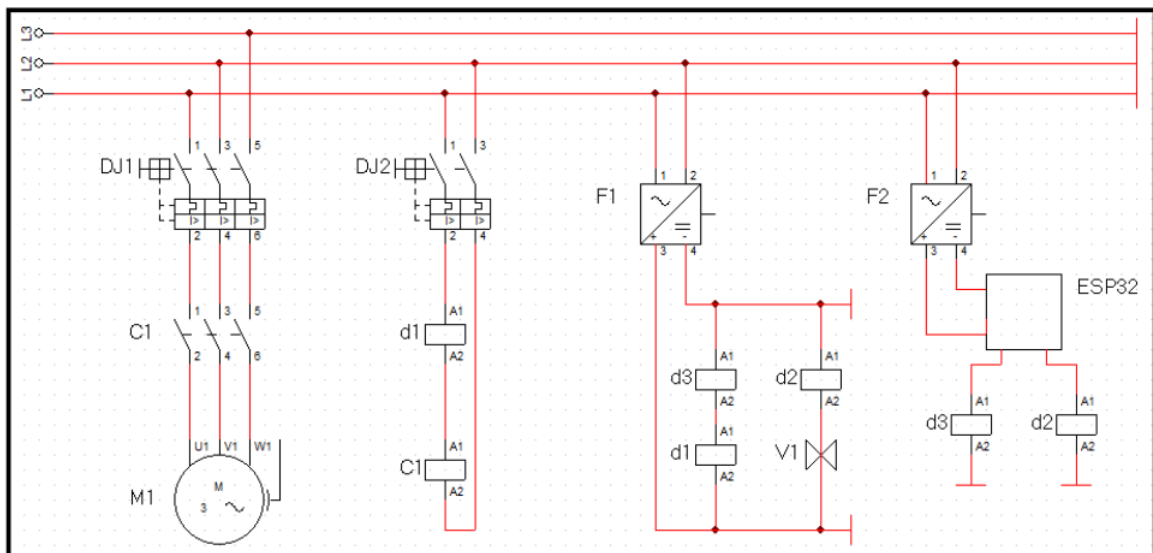 L3
L2
L1
1 3 5
DJ1
I> I> I>
2 4 6
1 3
DJ2
I> I>
2 4
1 2
F1
+ -
3 4
1 2
F2
+ -
3 4
ESP32
1 3 5
C1
2 4 6
A1
d1
A2
A1
d3
A2
A1
d2
A2
A1
d3
A2
A1
d2
A2
U1 V1 W1
M1
M
3
A1
C1
A2
A1
d1
A2
V1